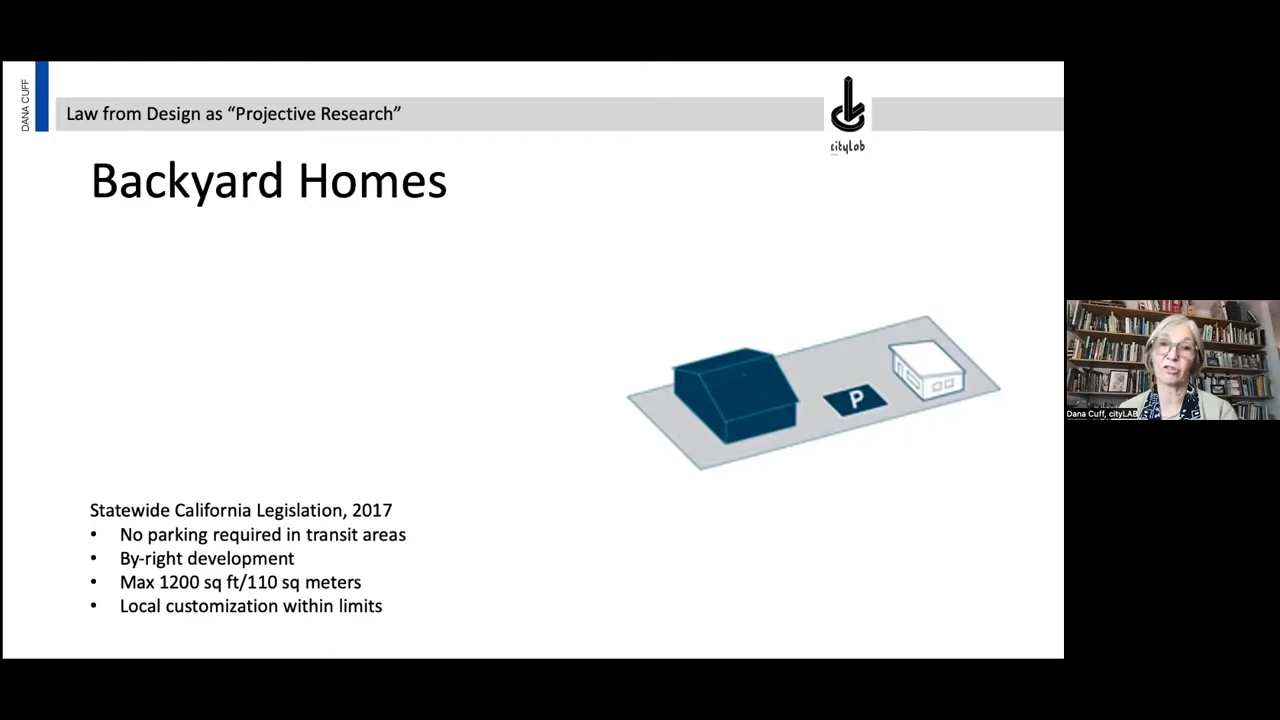 DANA CUFF
Law from Design as “Projective Research”
cityLab
Backyard Homes
P
Statewide California Legislation, 2017
• No parking required in transit areas
• By-right development
• Max 1200 sq ft/110 sq meters
• Local customization within limits
Dana Cuff, cityLAB